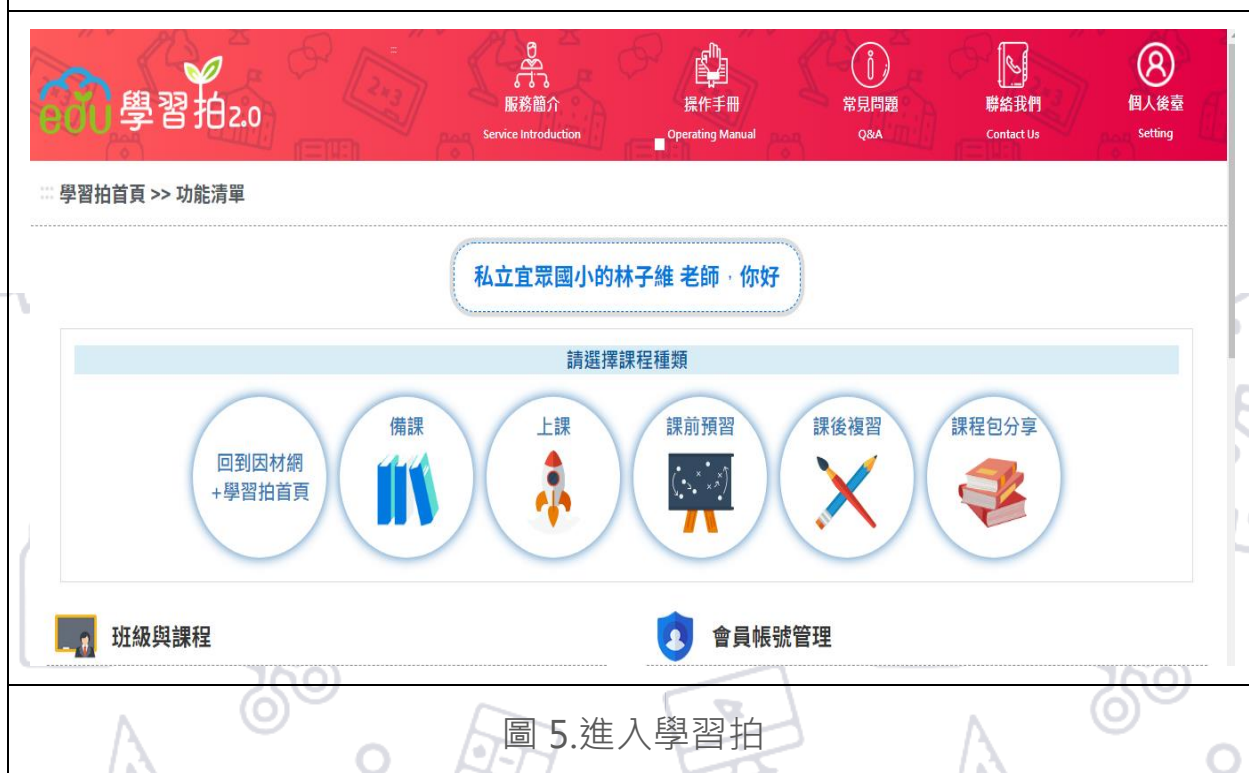 edu 學習拍2.0
服務簡介
Service Introduction
操作手冊
Operating Manual
常見問題
Q&A
聯絡我們
Contact Us
個人後臺
Setting
::: 學習拍首頁 >> 功能清單
私立宜眾國小的林子維 老師，你好
請選擇課程種類
回到因材網
+學習拍首頁
備課
上課
課前預習
課後複習
課程包分享
班級與課程
會員帳號管理
圖 5.進入學習拍